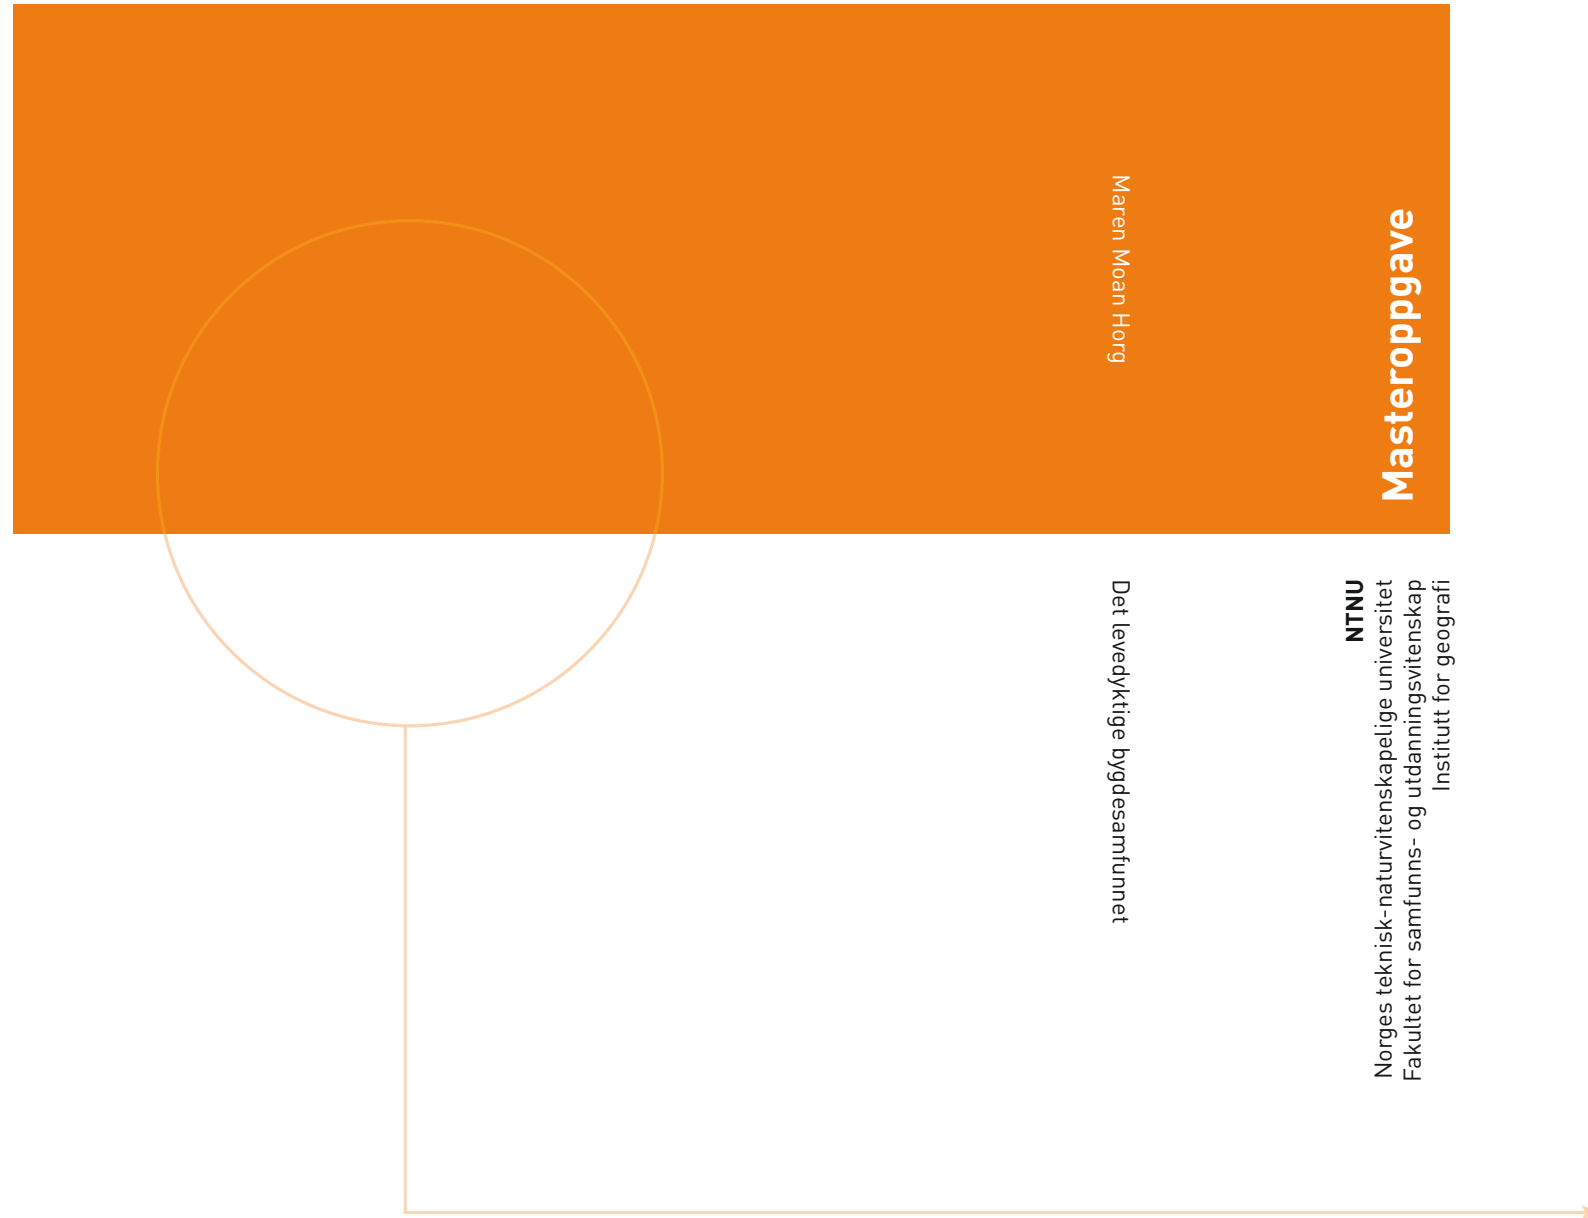 Maren Moan Horg
Det levedyktige bygdesamfunnet
Masteroppgave
NTNU
Norges teknisk-naturvitenskapelige universitet
Fakultet for samfunns- og utdanningsvitenskap
Institutt for geografi